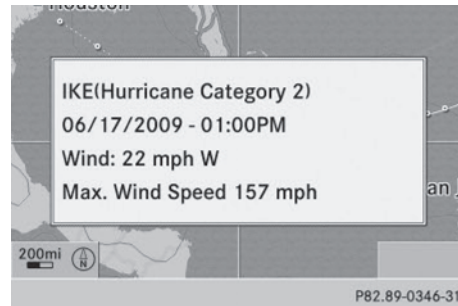 IKE(Hurricane Category 2)
06/17/2009 - 01:00PM
Wind: 22 mph W
Max. Wind Speed 157 mph
an
200mi
N
P82.89-0346-31